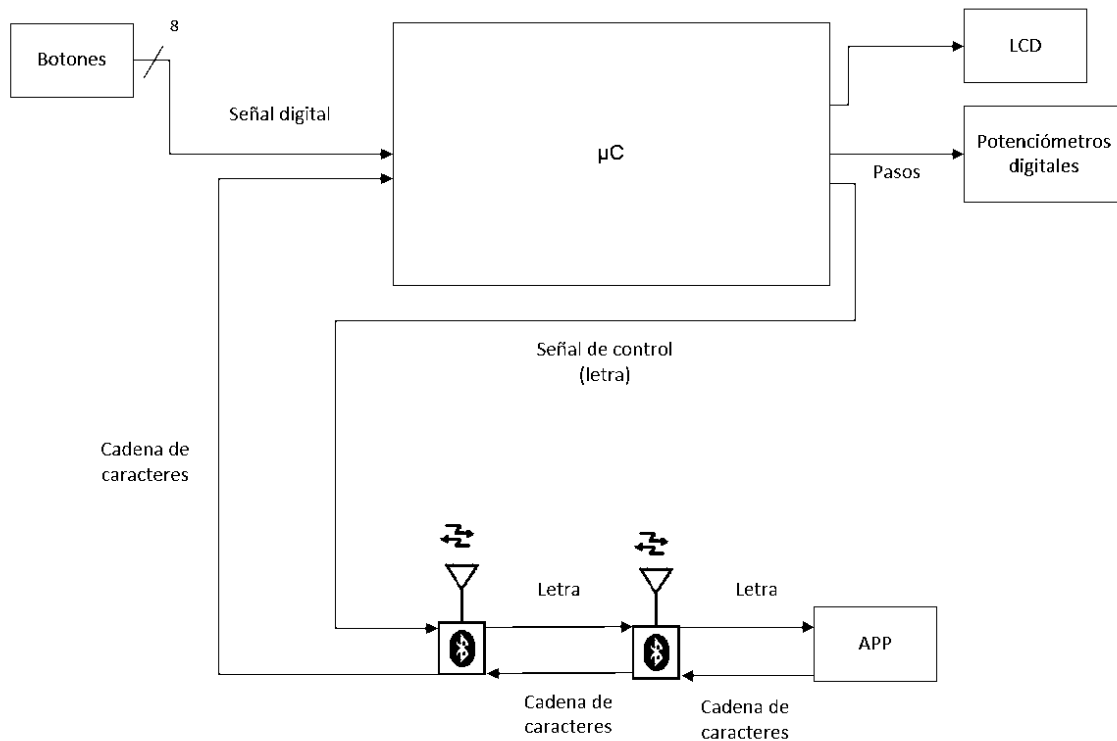 8
Botones
LCD
Señal digital
µC
Potenciómetros
digitales
Pasos
Señal de control
(letra)
Cadena de
caracteres
Letra
Letra
APP
Cadena de
caracteres
Cadena de
caracteres